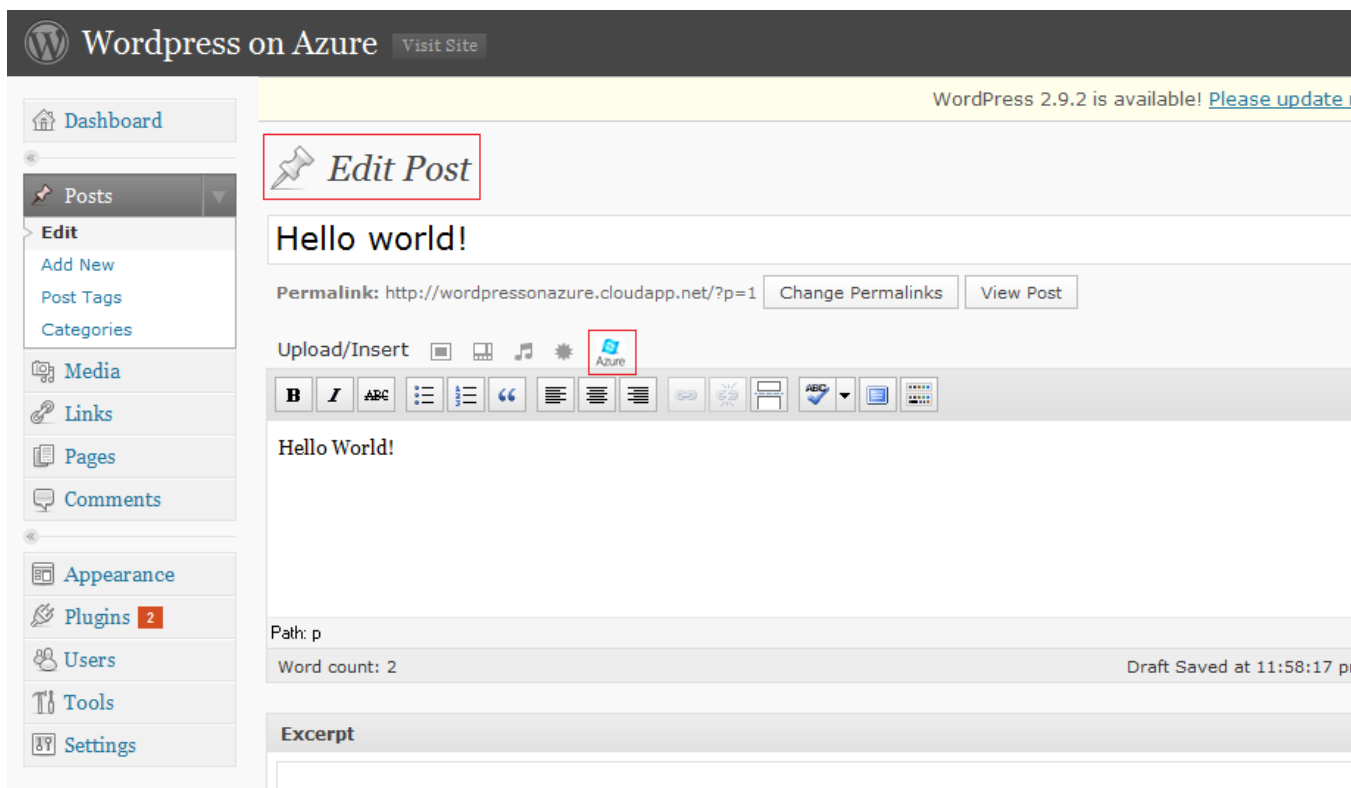 Wordpress on Azure Visit Site
WordPress 2.9.2 is available! Please update
Dashboard
Edit Post
Posts
Edit
Hello world!
Add New
Post Tags
Permalink: http://wordpressonazure.cloudapp.net/?p=1 Change Permalinks View Post
Categories
Upload/Insert Azure
Media
B I ABC ABC
Links
Hello World!
Pages
Comments
Appearance
Plugins 2
Path: p
Users
Word count: 2 Draft Saved at 11:58:17
Tools
Excerpt
Settings